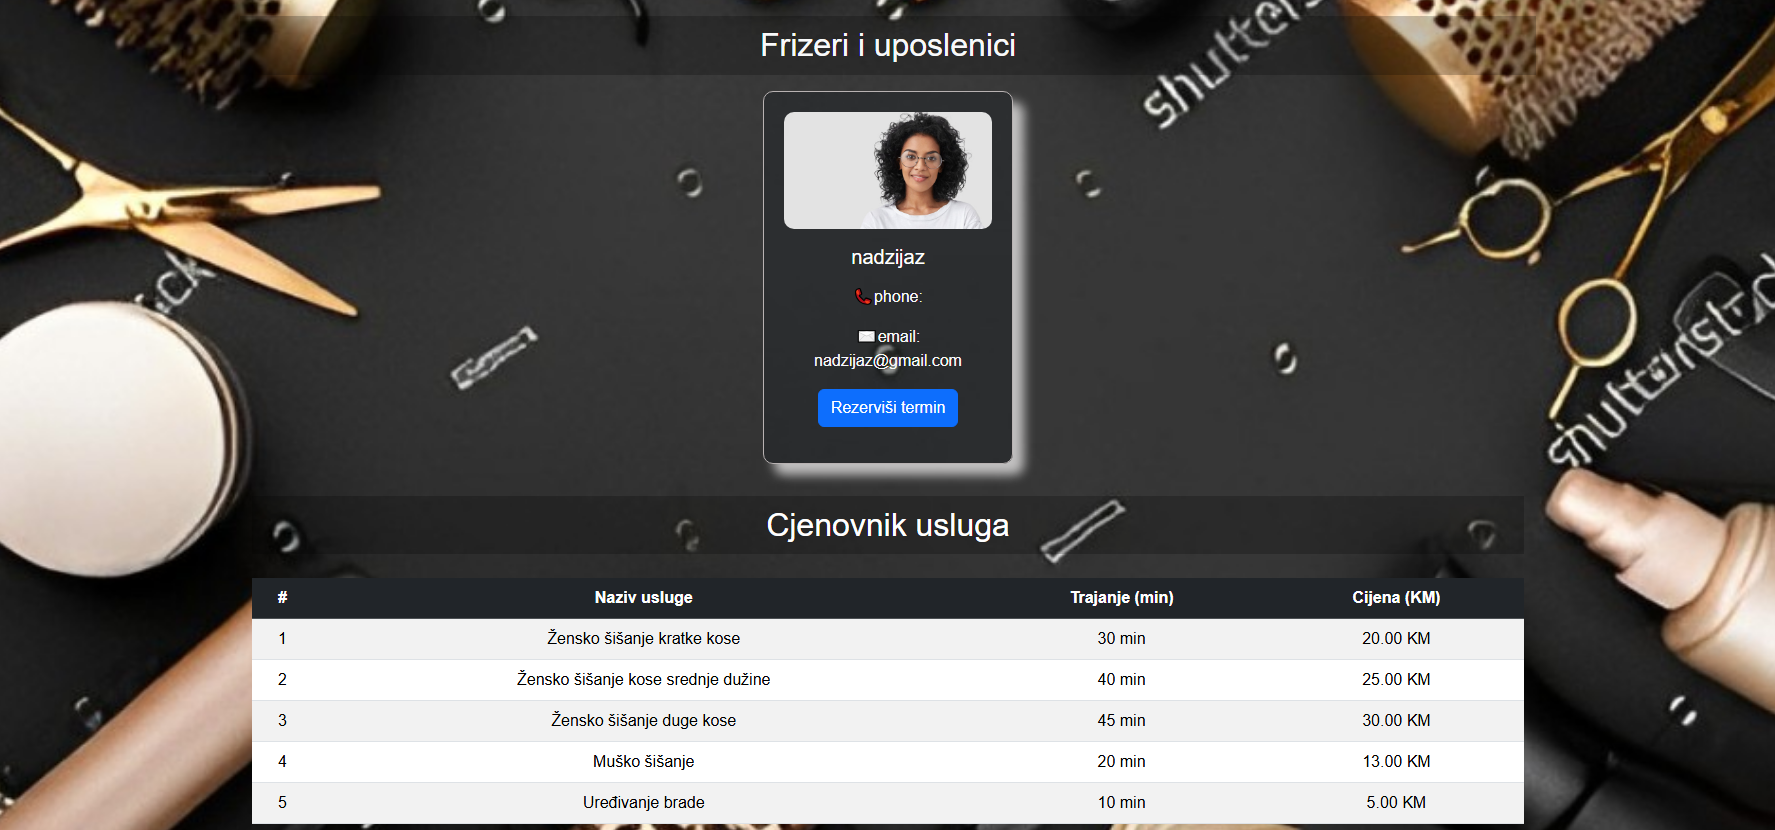 Frizeri i uposlenici
shutters
ck
nadzijaz
📞phone:
✉️email:
nadzijaz@gmail.com
Rezerviši termin
shutterstock
Cjenovnik usluga
# Naziv usluge Trajanje (min) Cijena (KM)
1 Žensko šišanje kratke kose 30 min 20.00 KM
2 Žensko šišanje kose srednje dužine 40 min 25.00 KM
3 Žensko šišanje duge kose 45 min 30.00 KM
4 Muško šišanje 20 min 13.00 KM
5 Uređivanje brade 10 min 5.00 KM